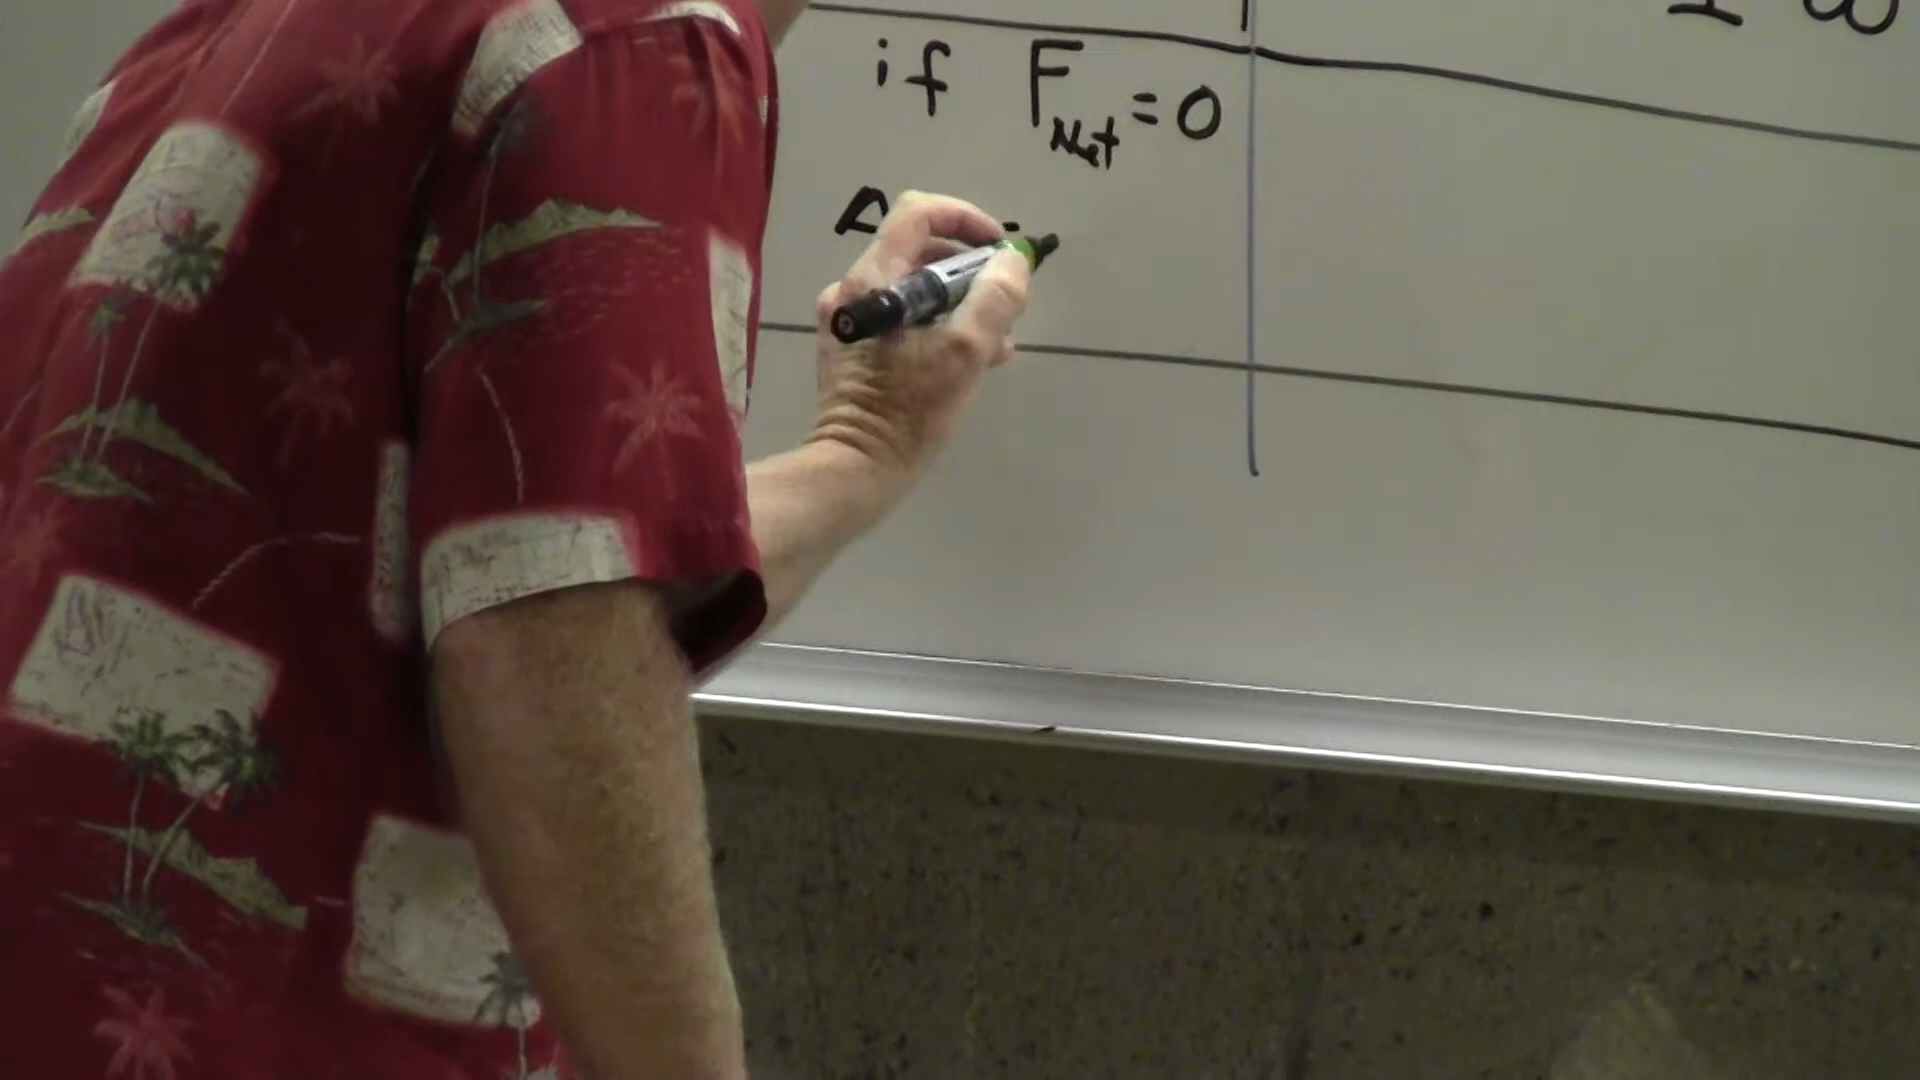 I ω
if F_Net = 0
Δ =